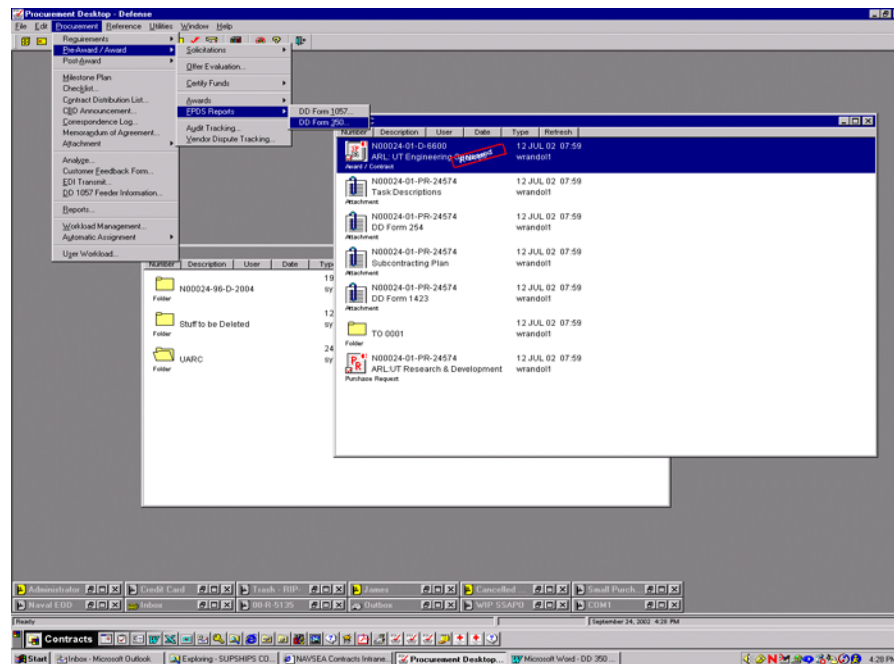 Procurement Desktop - Defense
File Edit Procurement Reference Utilities Window Help
Requirements
Pre-Award / Award
Post-Award
Milestone Plan
Checklist...
Contract Distribution List...
CBD Announcement...
Correspondence Log...
Memorandum of Agreement...
Attachment
Analyze...
Customer Feedback Form...
EDI Transmit...
DD 1057 Feeder Information...
Reports...
Workload Management...
Automatic Assignment
User Workload...
Solicitations
Offer Evaluation...
Certify Funds
Awards
FPDS Reports
Audit Tracking...
Vendor Dispute Tracking...
DD Form 1057...
DD Form 350...
Number Description User Date Type Refresh
N00024-01-D-6600 12 JUL 02 07:59
ARL: UT Engineering wrandol1
Released
Award / Contract
N00024-01-PR-24574 12 JUL 02 07:59
Task Descriptions wrandol1
Attachment
N00024-01-PR-24574 12 JUL 02 07:59
DD Form 254 wrandol1
Attachment
N00024-01-PR-24574 12 JUL 02 07:59
Subcontracting Plan wrandol1
Attachment
N00024-01-PR-24574 12 JUL 02 07:59
DD Form 1423 wrandol1
Attachment
12 JUL 02 07:59
TO 0001 wrandol1
Folder
N00024-01-PR-24574 12 JUL 02 07:59
ARL:UT Research & Development wrandol1
Purchase Request
Number Description User Date Typ
19
N00024-96-D-2004 sy
Folder
12
Stuff to be Deleted sy
Folder
24
UARC sy
Folder
Administrator Credit Card Trash - RIP- James Cancelled ... Small Purch...
Naval EOD Inbox 00-R-5135 Outbox WIP SSAPO COM1
Ready September 24, 2002 4:28 PM
Contracts
Start Inbox - Microsoft Outlook Exploring - SUPSHIPS CO... NAVSEA Contracts Intrane... Procurement Desktop... Microsoft Word - DD 350 ... 4:28 PM